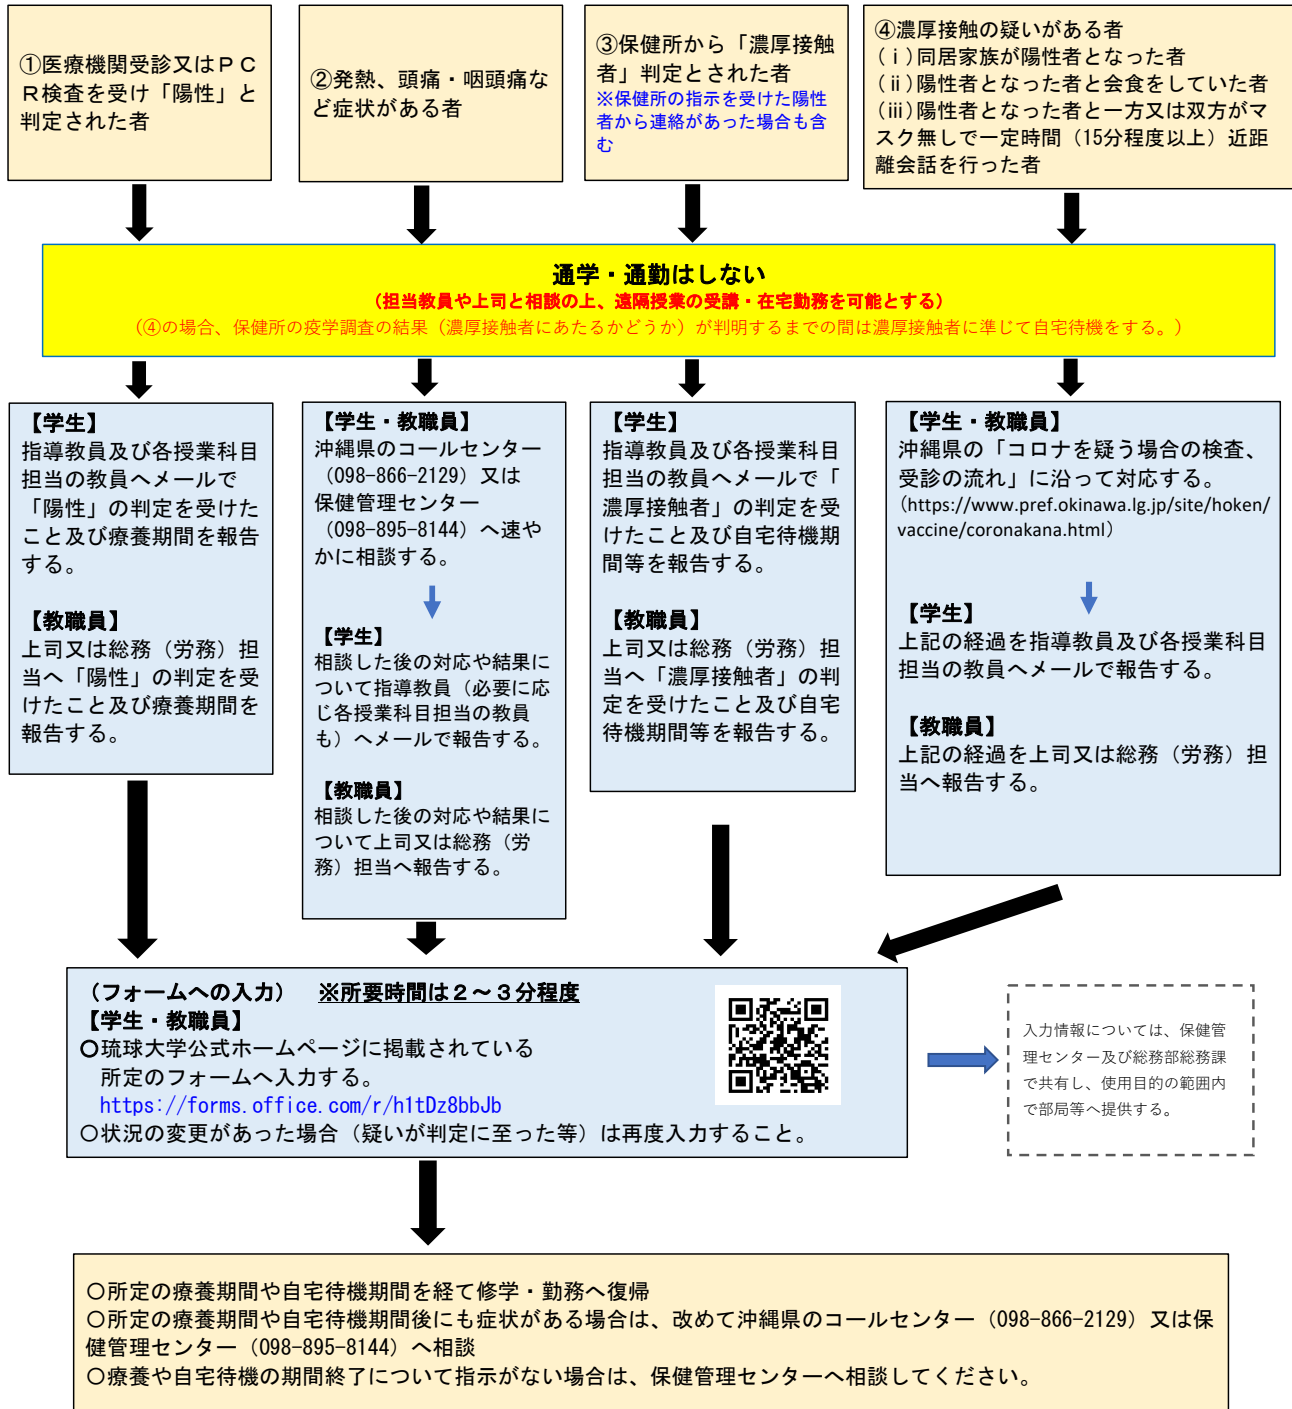 ①医療機関受診又はＰＣ
Ｒ検査を受け「陽性」と
判定された者
②発熱、頭痛・咽頭痛な
ど症状がある者
③保健所から「濃厚接触
者」判定とされた者
※保健所の指示を受けた陽性
者から連絡があった場合も含
む
④濃厚接触の疑いがある者
(ⅰ)同居家族が陽性者となった者
(ⅱ)陽性者となった者と会食をしていた者
(ⅲ)陽性者となった者と一方又は双方がマ
スク無しで一定時間（15分程度以上）近距
離会話を行った者
通学・通勤はしない
（担当教員や上司と相談の上、遠隔授業の受講・在宅勤務を可能とする）
（④の場合、保健所の疫学調査の結果（濃厚接触者にあたるかどうか）が判明するまでの間は濃厚接触者に準じて自宅待機をする。）
【学生】
指導教員及び各授業科目
担当の教員へメールで
「陽性」の判定を受けた
こと及び療養期間を報告
する。
【教職員】
上司又は総務（労務）担
当へ「陽性」の判定を受
けたこと及び療養期間を
報告する。
【学生・教職員】
沖縄県のコールセンター
（098-866-2129）又は
保健管理センター
（098-895-8144）へ速や
かに相談する。
【学生】
相談した後の対応や結果に
ついて指導教員（必要に応
じ各授業科目担当の教員
も）へメールで報告する。
【教職員】
相談した後の対応や結果に
ついて上司又は総務（労
務）担当へ報告する。
【学生】
指導教員及び各授業科目
担当の教員へメールで「
濃厚接触者」の判定を受
けたこと及び自宅待機期
間等を報告する。
【教職員】
上司又は総務（労務）担
当へ「濃厚接触者」の判
定を受けたこと及び自宅
待機期間等を報告する。
【学生・教職員】
沖縄県の「コロナを疑う場合の検査、
受診の流れ」に沿って対応する。
（https://www.pref.okinawa.lg.jp/site/hoken/
vaccine/coronakana.html）
【学生】
上記の経過を指導教員及び各授業科目
担当の教員へメールで報告する。
【教職員】
上記の経過を上司又は総務（労務）担
当へ報告する。
（フォームへの入力）　※所要時間は２～３分程度
【学生・教職員】
〇琉球大学公式ホームページに掲載されている
所定のフォームへ入力する。
https://forms.office.com/r/h1tDz8bbJb
〇状況の変更があった場合（疑いが判定に至った等）は再度入力すること。
入力情報については、保健管
理センター及び総務部総務課
で共有し、使用目的の範囲内
で部局等へ提供する。
〇所定の療養期間や自宅待機期間を経て修学・勤務へ復帰
〇所定の療養期間や自宅待機期間後にも症状がある場合は、改めて沖縄県のコールセンター（098-866-2129）又は保
健管理センター（098-895-8144）へ相談
〇療養や自宅待機の期間終了について指示がない場合は、保健管理センターへ相談してください。